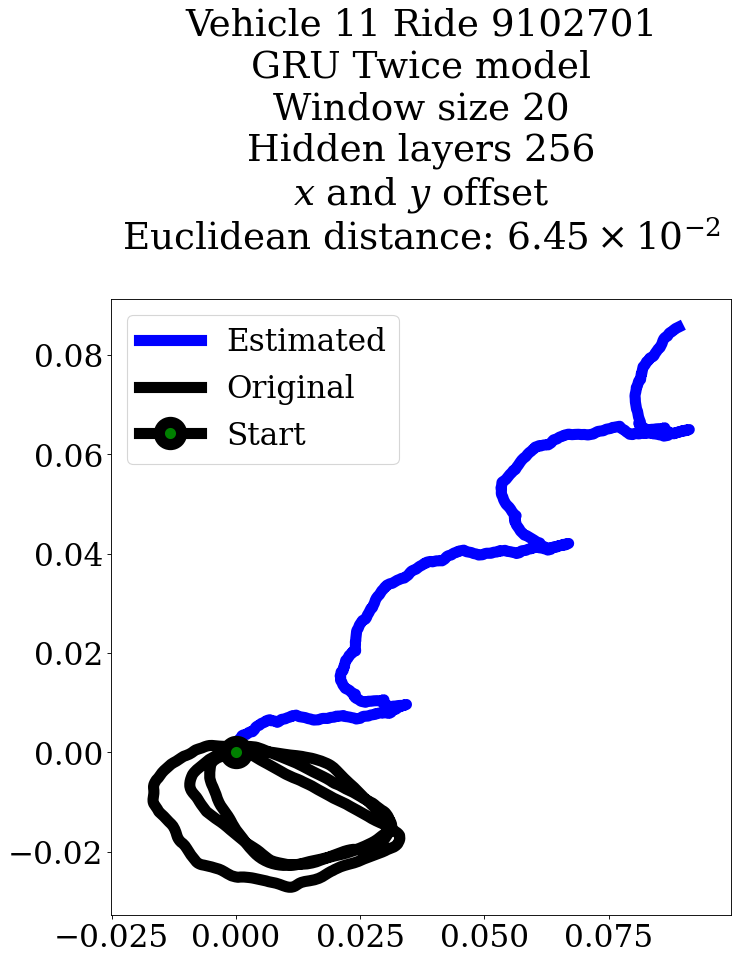 Vehicle 11 Ride 9102701
GRU Twice model
Window size 20
Hidden layers 256
x and y offset
Euclidean distance: 6.45 × 10⁻²
Estimated
Original
Start
0.08
0.06
0.04
0.02
0.00
−0.02
−0.025 0.000 0.025 0.050 0.075